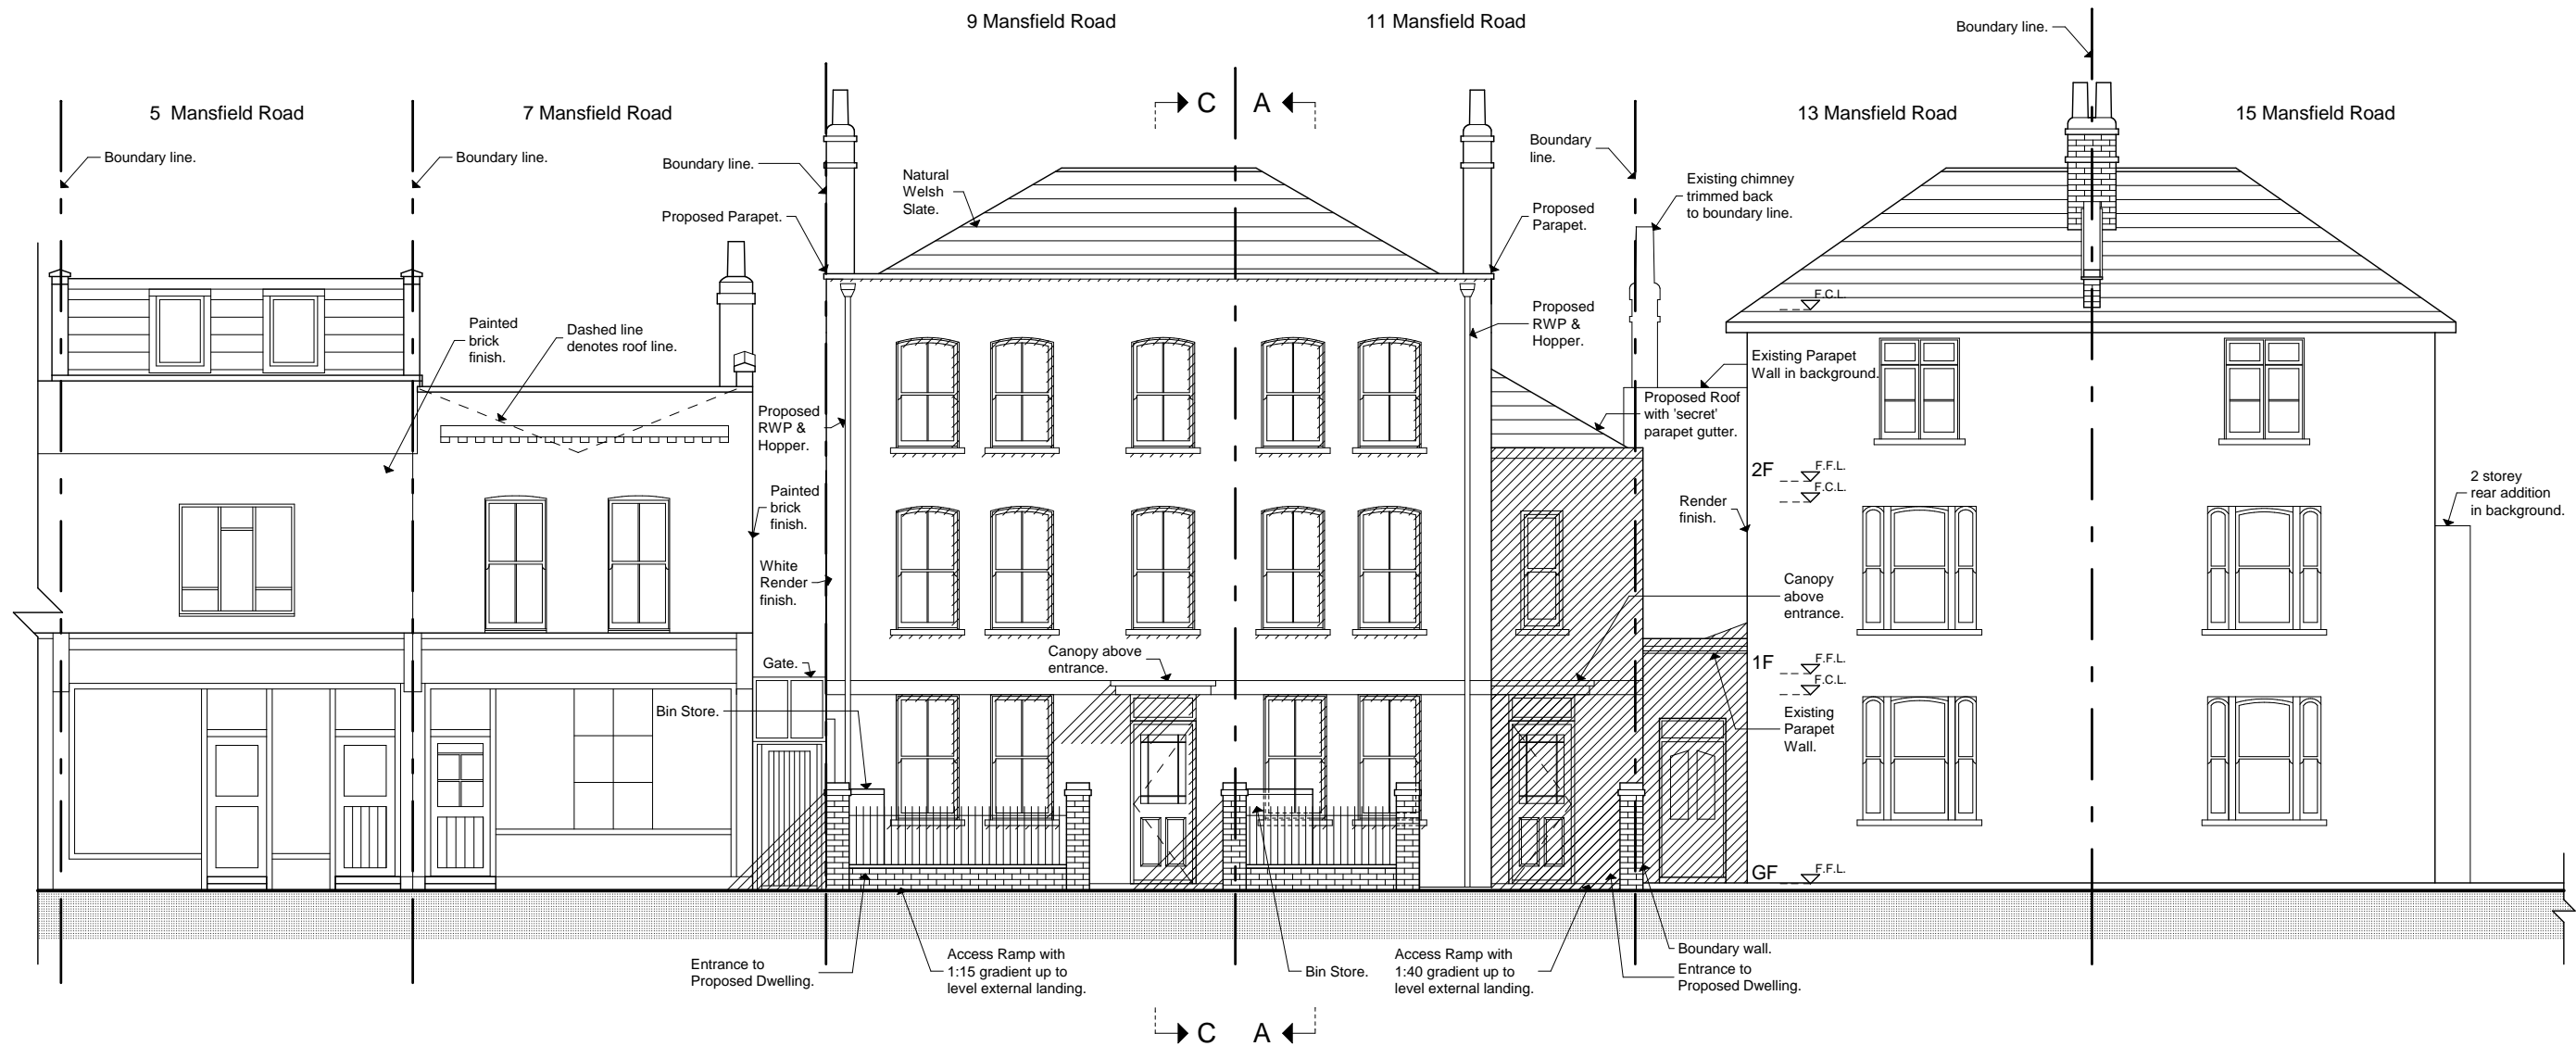 9 Mansfield Road
11 Mansfield Road
Boundary line.
5 Mansfield Road
7 Mansfield Road
C
A
13 Mansfield Road
15 Mansfield Road
Boundary line.
Boundary line.
Boundary line.
Boundary
line.
Natural
Welsh
Slate.
Existing chimney
trimmed back
to boundary line.
Proposed Parapet.
Proposed
Parapet.
F.C.L.
Painted
brick
finish.
Dashed line
denotes roof line.
Proposed
RWP &
Hopper.
Existing Parapet
Wall in background.
Proposed
RWP &
Hopper.
Proposed Roof
with 'secret'
parapet gutter.
2F
F.F.L.
F.C.L.
2 storey
rear addition
in background.
Painted
brick
finish.
Render
finish.
White
Render
finish.
Canopy
above
entrance.
Canopy above
entrance.
Gate.
1F
F.F.L.
F.C.L.
Bin Store.
Existing
Parapet
Wall.
GF
F.F.L.
Entrance to
Proposed Dwelling.
Access Ramp with
1:15 gradient up to
level external landing.
Bin Store.
Access Ramp with
1:40 gradient up to
level external landing.
Boundary wall.
Entrance to
Proposed Dwelling.
C
A